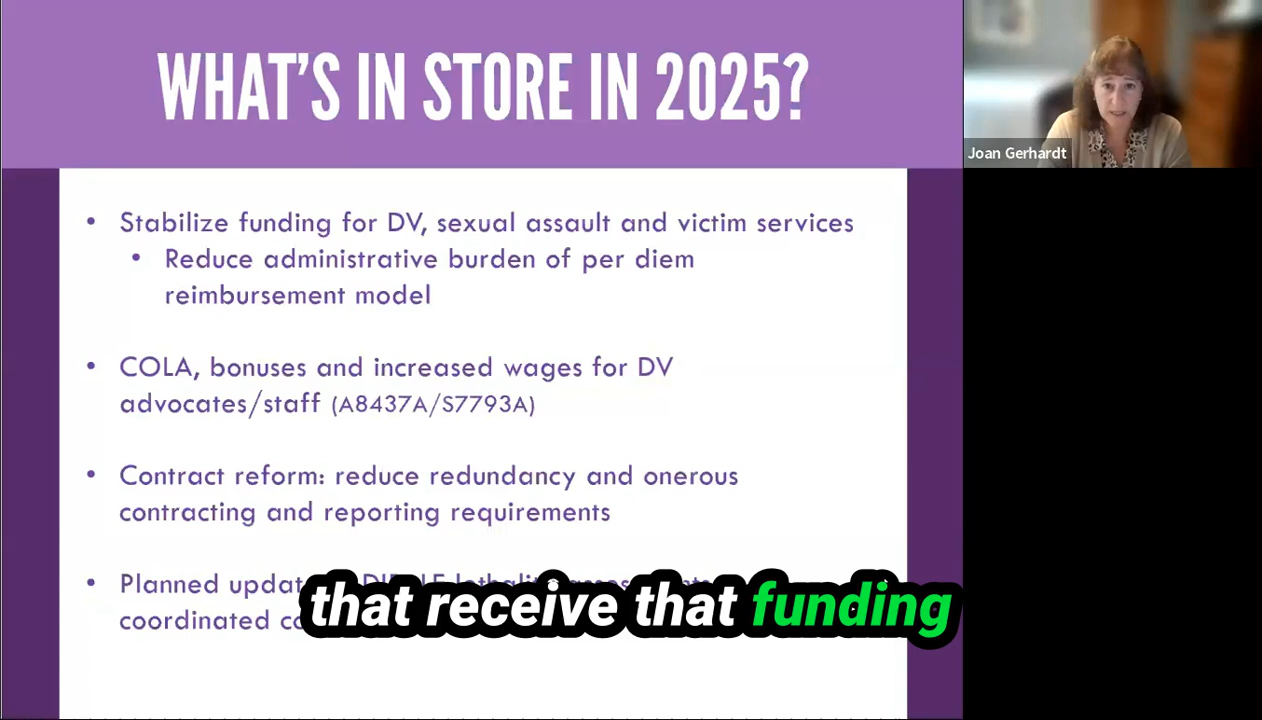 WHAT'S IN STORE IN 2025?
Joan Gerhardt
• Stabilize funding for DV, sexual assault and victim services
• Reduce administrative burden of per diem
reimbursement model
• COLA, bonuses and increased wages for DV
advocates/staff (A8437A/S7793A)
• Contract reform: reduce redundancy and onerous
contracting and reporting requirements
• Planned
coordinated
that receive that funding